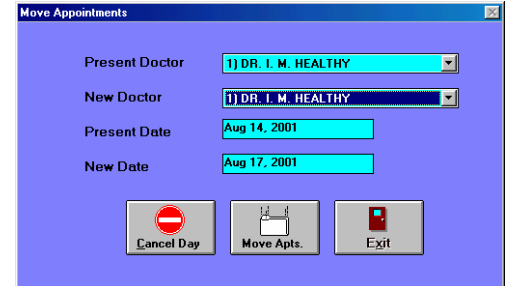 Move Appointments
Present Doctor 1) DR. I. M. HEALTHY
New Doctor 1) DR. I. M. HEALTHY
Present Date Aug 14, 2001
New Date Aug 17, 2001
Cancel Day Move Apts. Exit